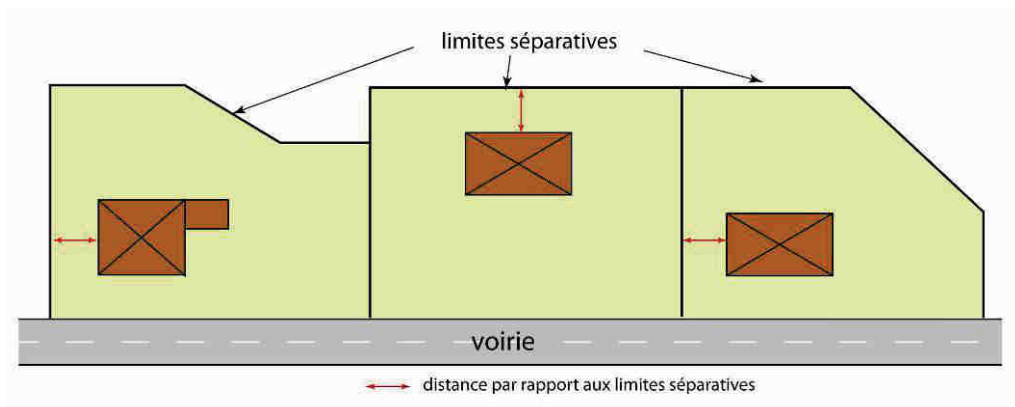 limites séparatives
voirie
distance par rapport aux limites séparatives